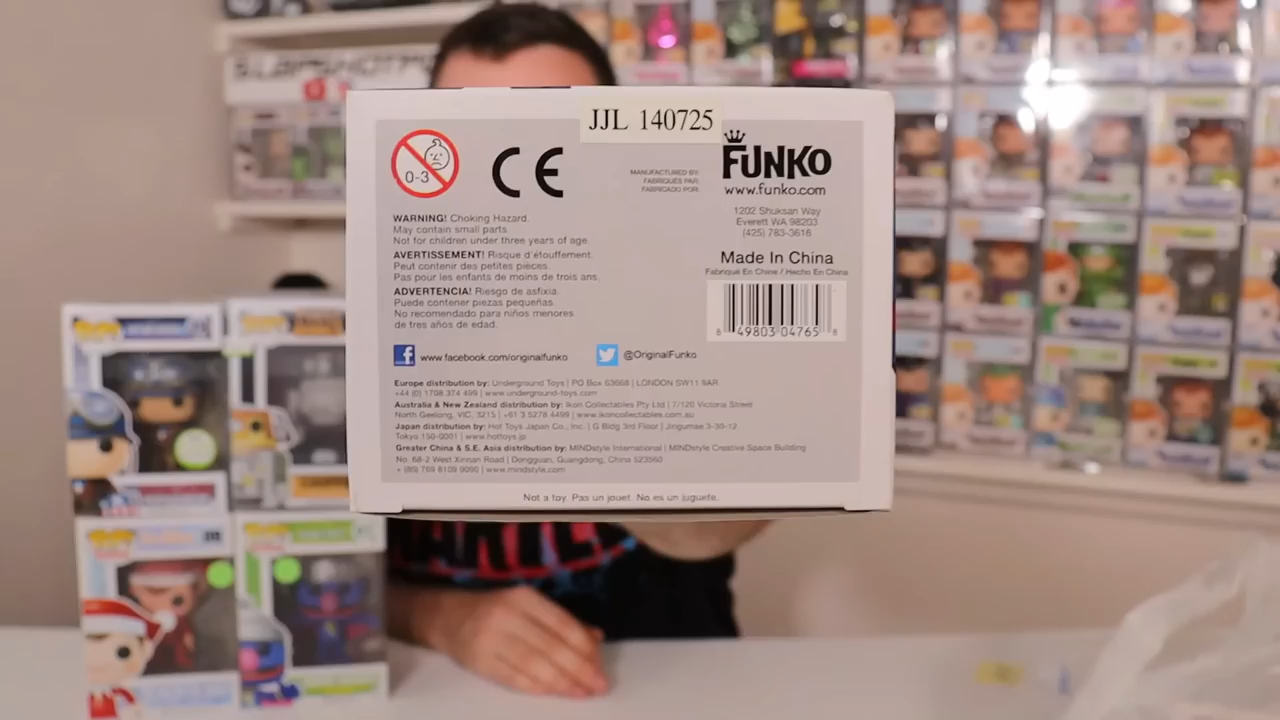 JJL 140725
0-3
CE
MANUFACTURED BY:
FABRIQUÉS PAR:
FABRICADO POR:
FUNKO
www.funko.com
1202 Shuksan Way
Everett WA 98203
(425) 783-3616
WARNING! Choking Hazard.
May contain small parts.
Not for children under three years of age.
AVERTISSEMENT! Risque d'étouffement.
Peut contenir des petites pièces.
Pas pour les enfants de moins de trois ans.
ADVERTENCIA! Riesgo de asfixia.
Puede contener piezas pequeñas.
No recomendado para niños menores
de tres años de edad.
Made In China
Fabriqué En Chine / Hecho En China
8 49803 04765 8
www.facebook.com/originalfunko
@OriginalFunko
Europe distribution by: Underground Toys | PO Box 63668 | LONDON SW11 9AR
+44 (0) 1708 374 499 | www.underground-toys.com
Australia & New Zealand distribution by: Ikon Collectables Pty Ltd | 7/120 Victoria Street
North Geelong, VIC, 3215 | +61 3 5278 4499 | www.ikoncollectables.com.au
Japan distribution by: Hot Toys Japan Co., Inc. | G Bldg 3rd Floor | Jingumae 3-30-12
Tokyo 150-0001 | www.hottoys.jp
Greater China & S.E. Asia distribution by: MINDstyle International | MINDstyle Creative Space Building
No. 68-2 West Xinnan Road | Dongguan, Guangdong, China 523560
+ (86) 769 8109 9090 | www.mindstyle.com
Not a toy. Pas un jouet. No es un juguete.